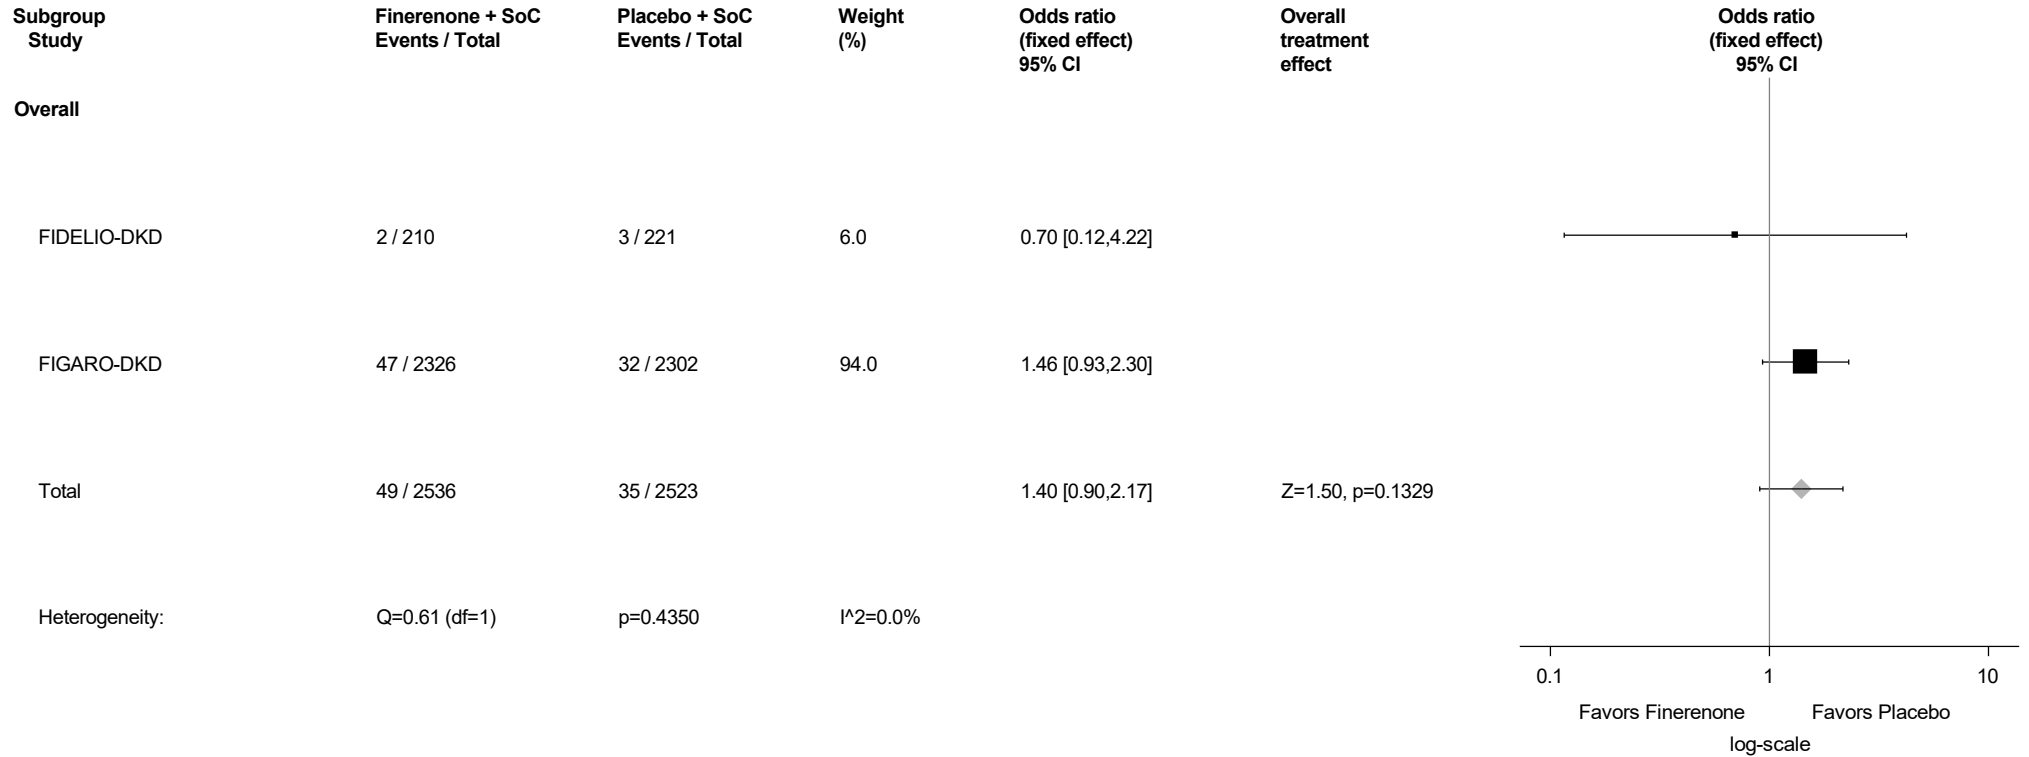 Subgroup Finerenone + SoC Placebo + SoC Weight Odds ratio Overall Odds ratio
Study Events / Total Events / Total (%) (fixed effect) treatment (fixed effect)
95% CI effect 95% CI
Overall
FIDELIO-DKD 2 / 210 3 / 221 6.0 0.70 [0.12,4.22]
FIGARO-DKD 47 / 2326 32 / 2302 94.0 1.46 [0.93,2.30]
Total 49 / 2536 35 / 2523 1.40 [0.90,2.17] Z=1.50, p=0.1329
Heterogeneity: Q=0.61 (df=1) p=0.4350 I^2=0.0%
0.1 1 10
Favors Finerenone Favors Placebo
log-scale